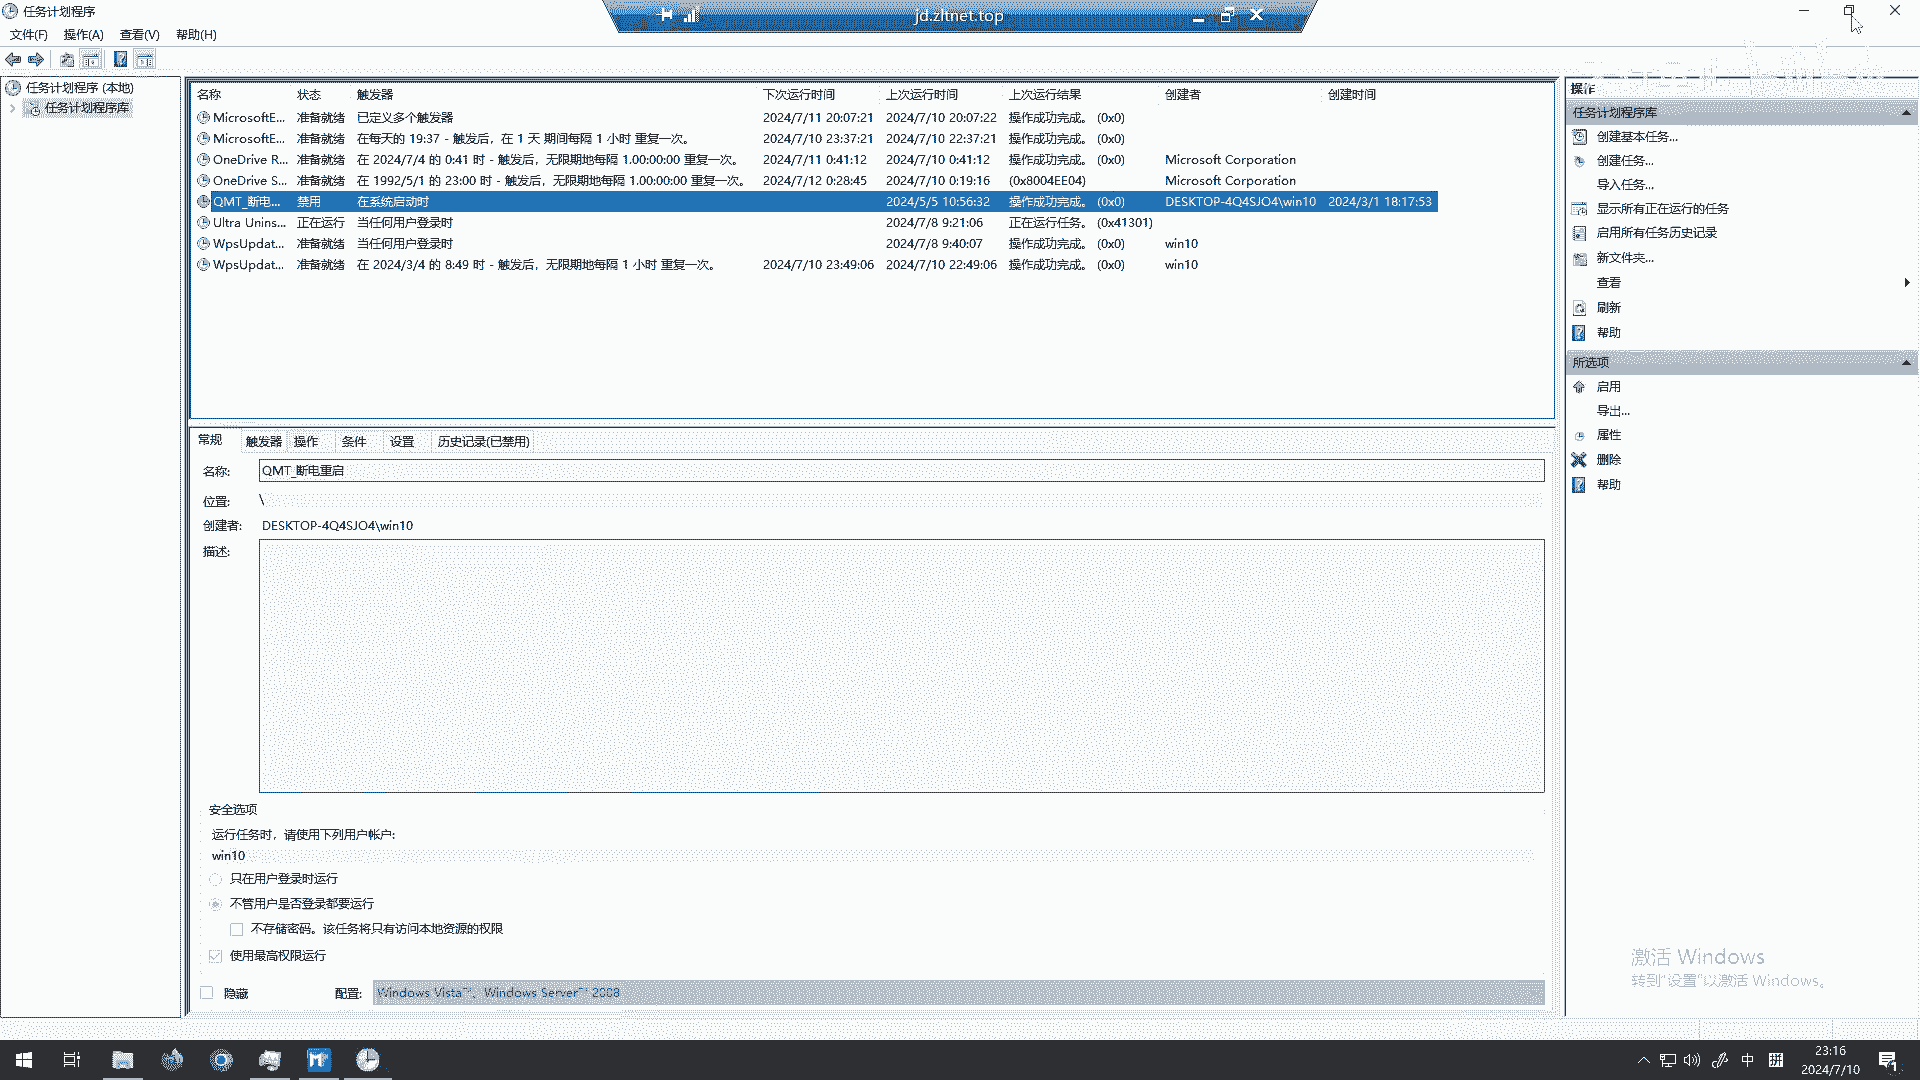 任务计划程序
jd.zltnet.top
文件(F) 操作(A) 查看(V) 帮助(H)
任务计划程序 (本地)
任务计划程序库
名称 状态 触发器 下次运行时间 上次运行时间 上次运行结果 创建者 创建时间
MicrosoftE... 准备就绪 已定义多个触发器 2024/7/11 20:07:21 2024/7/10 20:07:22 操作成功完成。 (0x0)
MicrosoftE... 准备就绪 在每天的 19:37 - 触发后，在 1 天 期间每隔 1 小时 重复一次。 2024/7/10 23:37:21 2024/7/10 22:37:21 操作成功完成。 (0x0)
OneDrive R... 准备就绪 在 2024/7/4 的 0:41 时 - 触发后，无限期地每隔 1.00:00:00 重复一次。 2024/7/11 0:41:12 2024/7/10 0:41:12 操作成功完成。 (0x0) Microsoft Corporation
OneDrive S... 准备就绪 在 1992/5/1 的 23:00 时 - 触发后，无限期地每隔 1.00:00:00 重复一次。 2024/7/12 0:28:45 2024/7/10 0:19:16 (0x8004EE04) Microsoft Corporation
QMT_断电... 禁用 在系统启动时 2024/5/5 10:56:32 操作成功完成。 (0x0) DESKTOP-4Q4SJO4\win10 2024/3/1 18:17:53
Ultra Unins... 正在运行 当任何用户登录时 2024/7/8 9:21:06 正在运行任务。 (0x41301)
WpsUpdat... 准备就绪 当任何用户登录时 2024/7/8 9:40:07 操作成功完成。 (0x0) win10
WpsUpdat... 准备就绪 在 2024/3/4 的 8:49 时 - 触发后，无限期地每隔 1 小时 重复一次。 2024/7/10 23:49:06 2024/7/10 22:49:06 操作成功完成。 (0x0) win10
常规 触发器 操作 条件 设置 历史记录(已禁用)
名称: QMT_断电重启
位置: \
创建者: DESKTOP-4Q4SJO4\win10
描述:
安全选项
运行任务时，请使用下列用户帐户:
win10
只在用户登录时运行
不管用户是否登录都要运行
不存储密码。该任务将只有访问本地资源的权限
使用最高权限运行
隐藏 配置: Windows Vista™、Windows Server™ 2008
操作
任务计划程序库
创建基本任务...
创建任务...
导入任务...
显示所有正在运行的任务
启用所有任务历史记录
新文件夹...
查看
刷新
帮助
所选项
启用
导出...
属性
删除
帮助
激活 Windows
转到"设置"以激活 Windows。
中 拼
23:16
2024/7/10
1